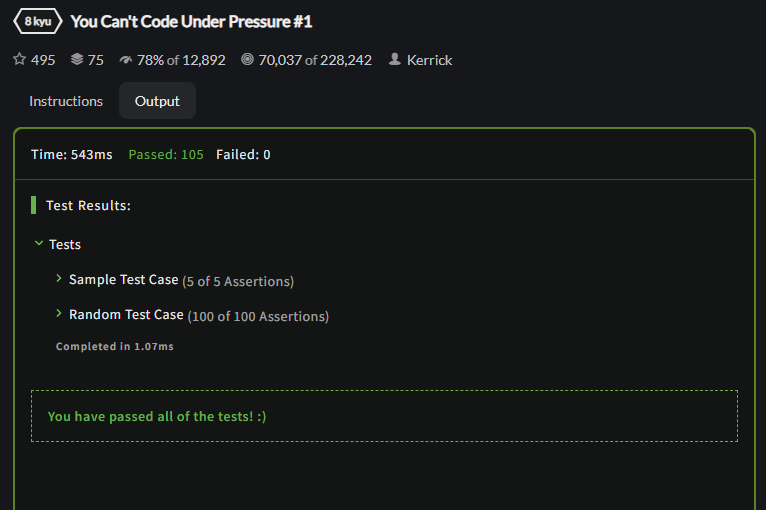 8 kyu You Can't Code Under Pressure #1
495 75 78% of 12,892 70,037 of 228,242 Kerrick
Instructions Output
Time: 543ms Passed: 105 Failed: 0
Test Results:
Tests
Sample Test Case (5 of 5 Assertions)
Random Test Case (100 of 100 Assertions)
Completed in 1.07ms
You have passed all of the tests! :)